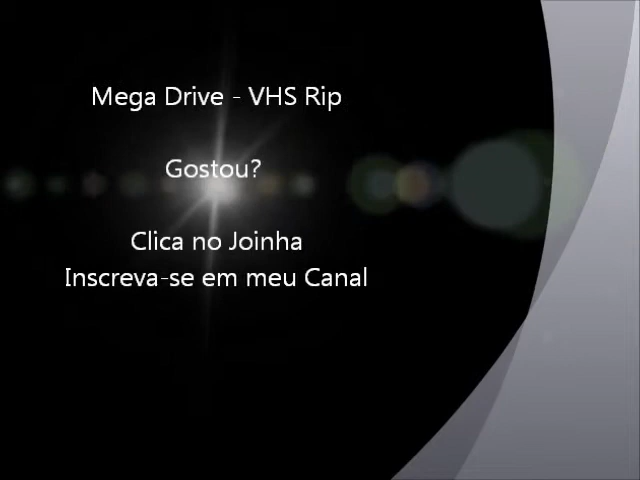 Mega Drive - VHS Rip
Gostou?
Clica no Joinha
Inscreva-se em meu Canal